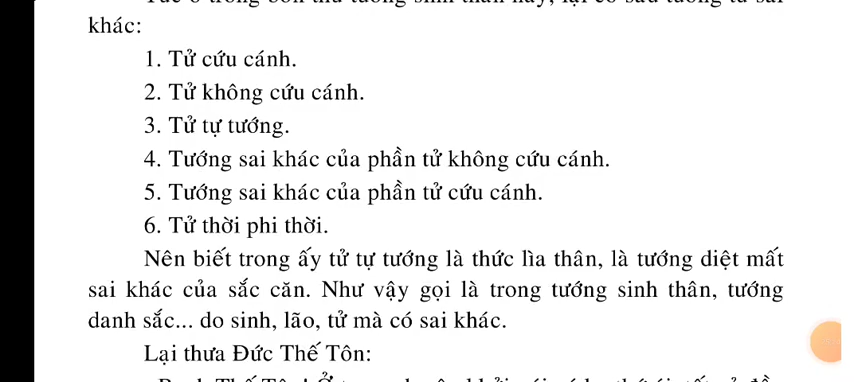 khác:
1. Tử cứu cánh.
2. Tử không cứu cánh.
3. Tử tự tướng.
4. Tướng sai khác của phần tử không cứu cánh.
5. Tướng sai khác của phần tử cứu cánh.
6. Tử thời phi thời.
Nên biết trong ấy tử tự tướng là thức lìa thân, là tướng diệt mất
sai khác của sắc căn. Như vậy gọi là trong tướng sinh thân, tướng
danh sắc... do sinh, lão, tử mà có sai khác.
Lại thưa Đức Thế Tôn: